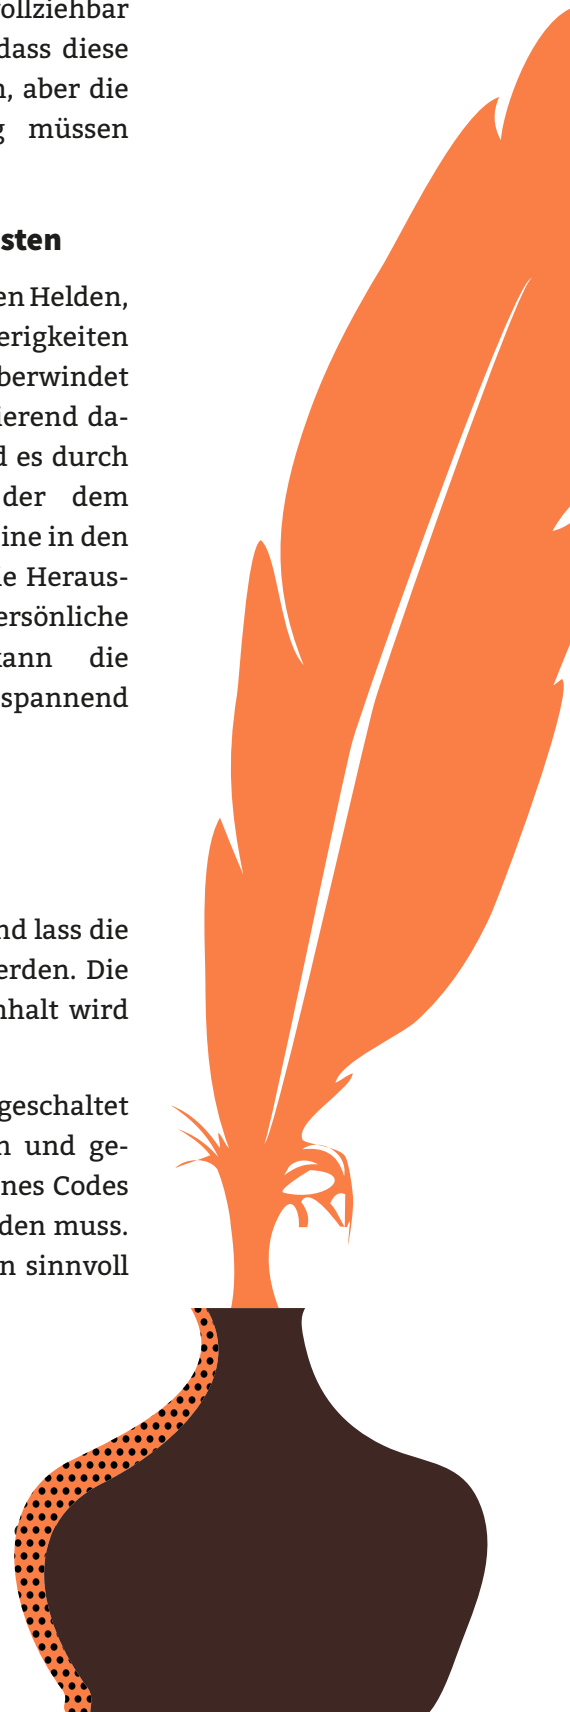 ollziehbar
dass diese
n, aber die
g müssen
sten
en Helden,
erigkeiten
berwindet
ierend da-
d es durch
der dem
ine in den
e Heraus-
ersönliche
ann die
spannend
nd lass die
erden. Die
nhalt wird
geschaltet
n und ge-
nes Codes
den muss.
n sinnvoll